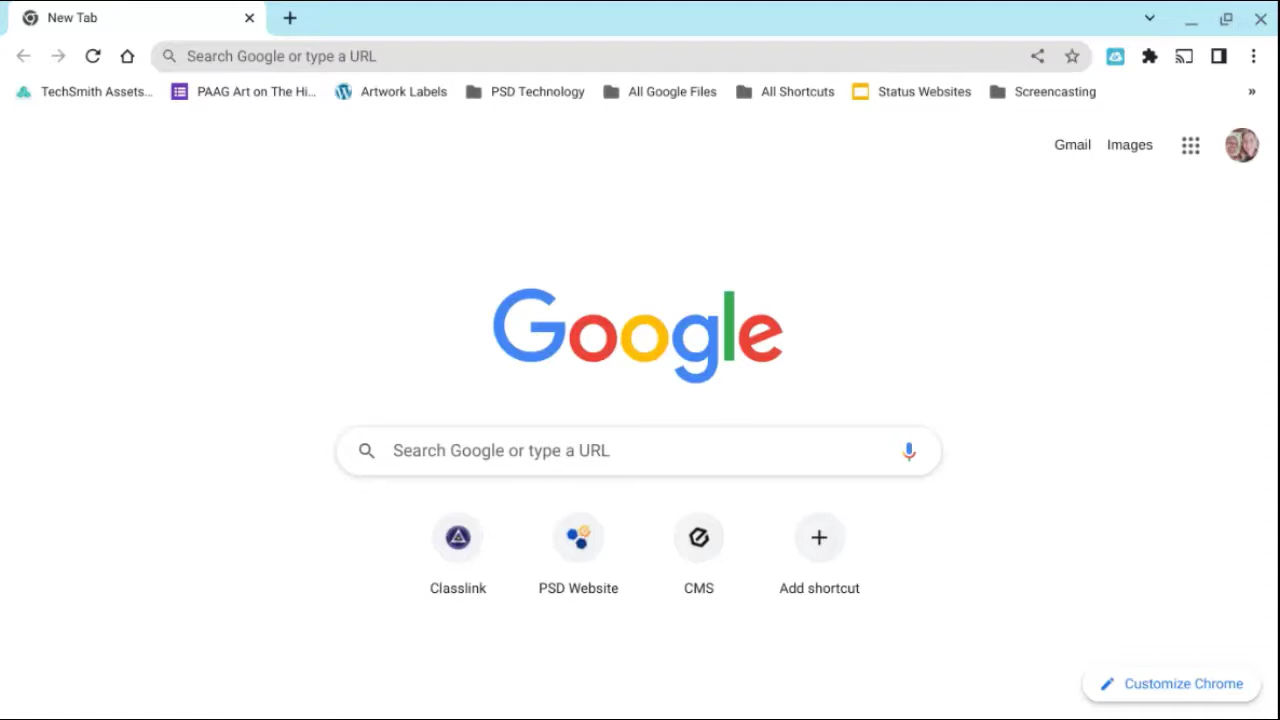 New Tab
Search Google or type a URL
TechSmith Assets... PAAG Art on The Hi... Artwork Labels PSD Technology All Google Files All Shortcuts Status Websites Screencasting »
Gmail Images
Google
Search Google or type a URL
Classlink PSD Website CMS Add shortcut
Customize Chrome